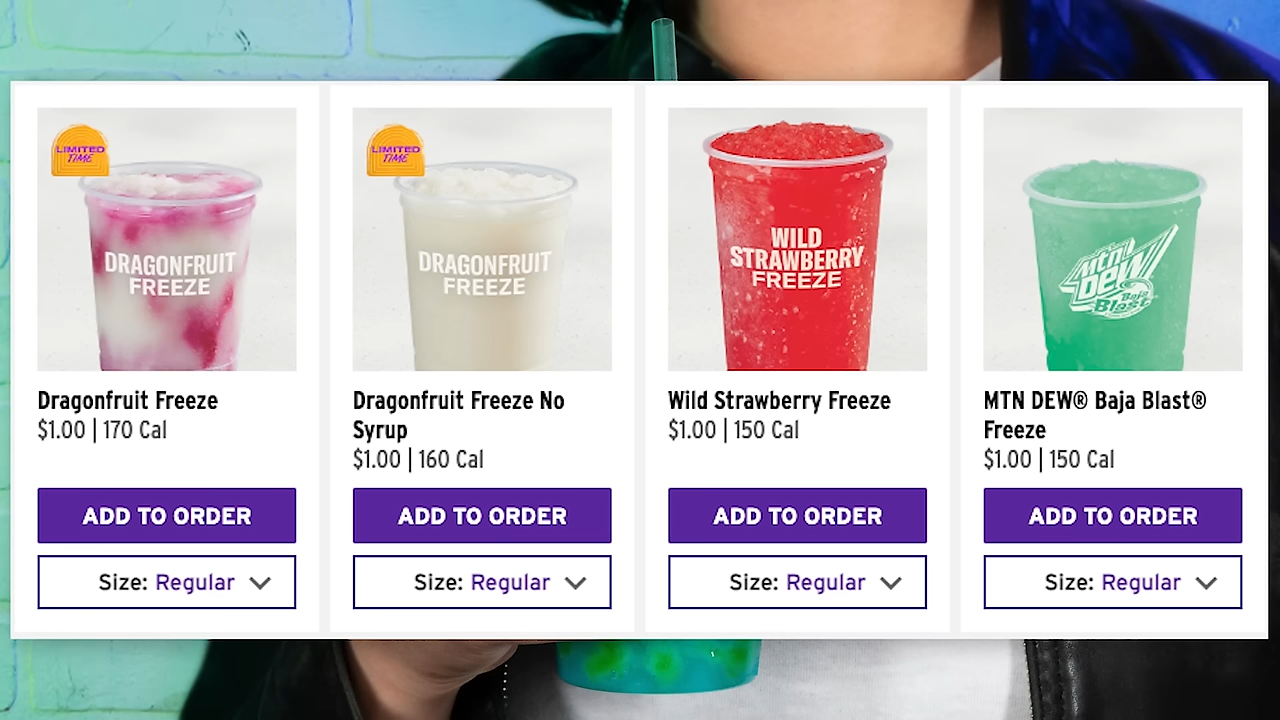 LIMITED
TIME
DRAGONFRUIT
FREEZE
Dragonfruit Freeze
$1.00 | 170 Cal
ADD TO ORDER
Size: Regular
LIMITED
TIME
DRAGONFRUIT
FREEZE
Dragonfruit Freeze No
Syrup
$1.00 | 160 Cal
ADD TO ORDER
Size: Regular
WILD
STRAWBERRY
FREEZE
Wild Strawberry Freeze
$1.00 | 150 Cal
ADD TO ORDER
Size: Regular
Mtn
DEW
Baja
Blast
MTN DEW® Baja Blast®
Freeze
$1.00 | 150 Cal
ADD TO ORDER
Size: Regular